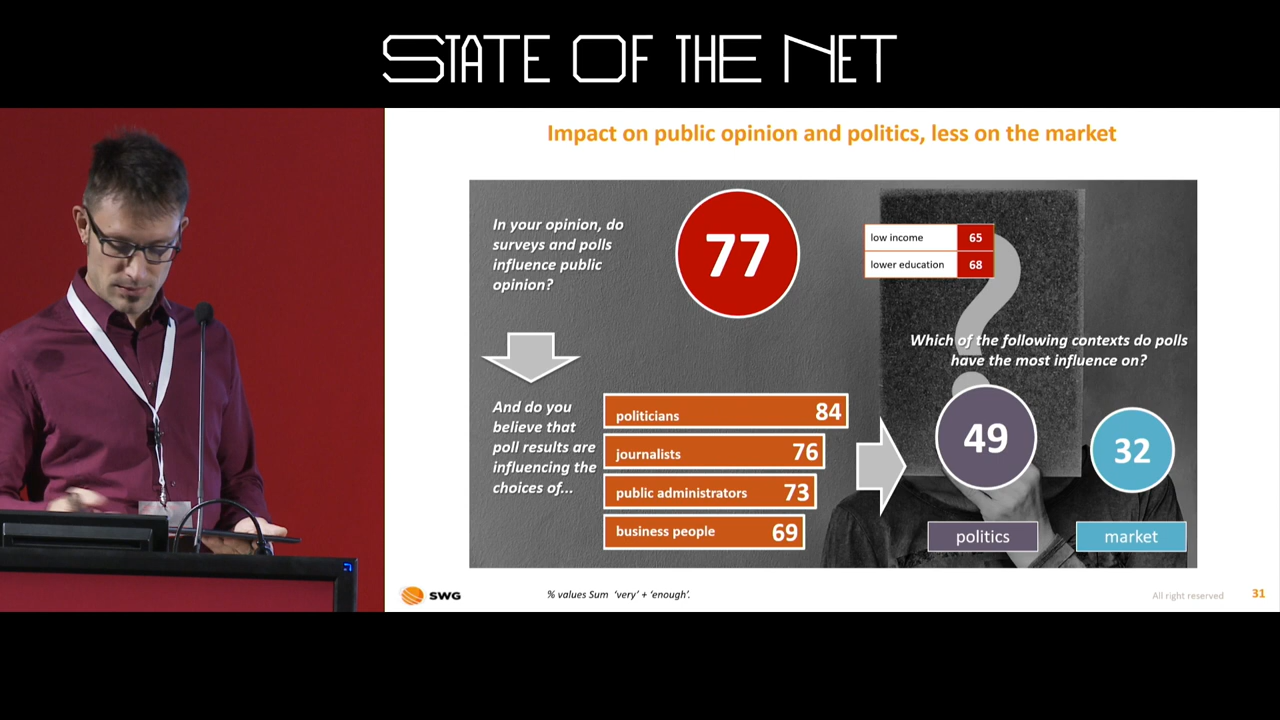 STATE OF THE NET
Impact on public opinion and politics, less on the market
In your opinion, do
surveys and polls
influence public
opinion?
77
low income 65
lower education 68
Which of the following contexts do polls
have the most influence on?
And do you
believe that
poll results are
influencing the
choices of...
politicians 84
journalists 76
public administrators 73
business people 69
49
32
politics
market
SWG
% values Sum ‘very’ + ‘enough’.
All right reserved
31